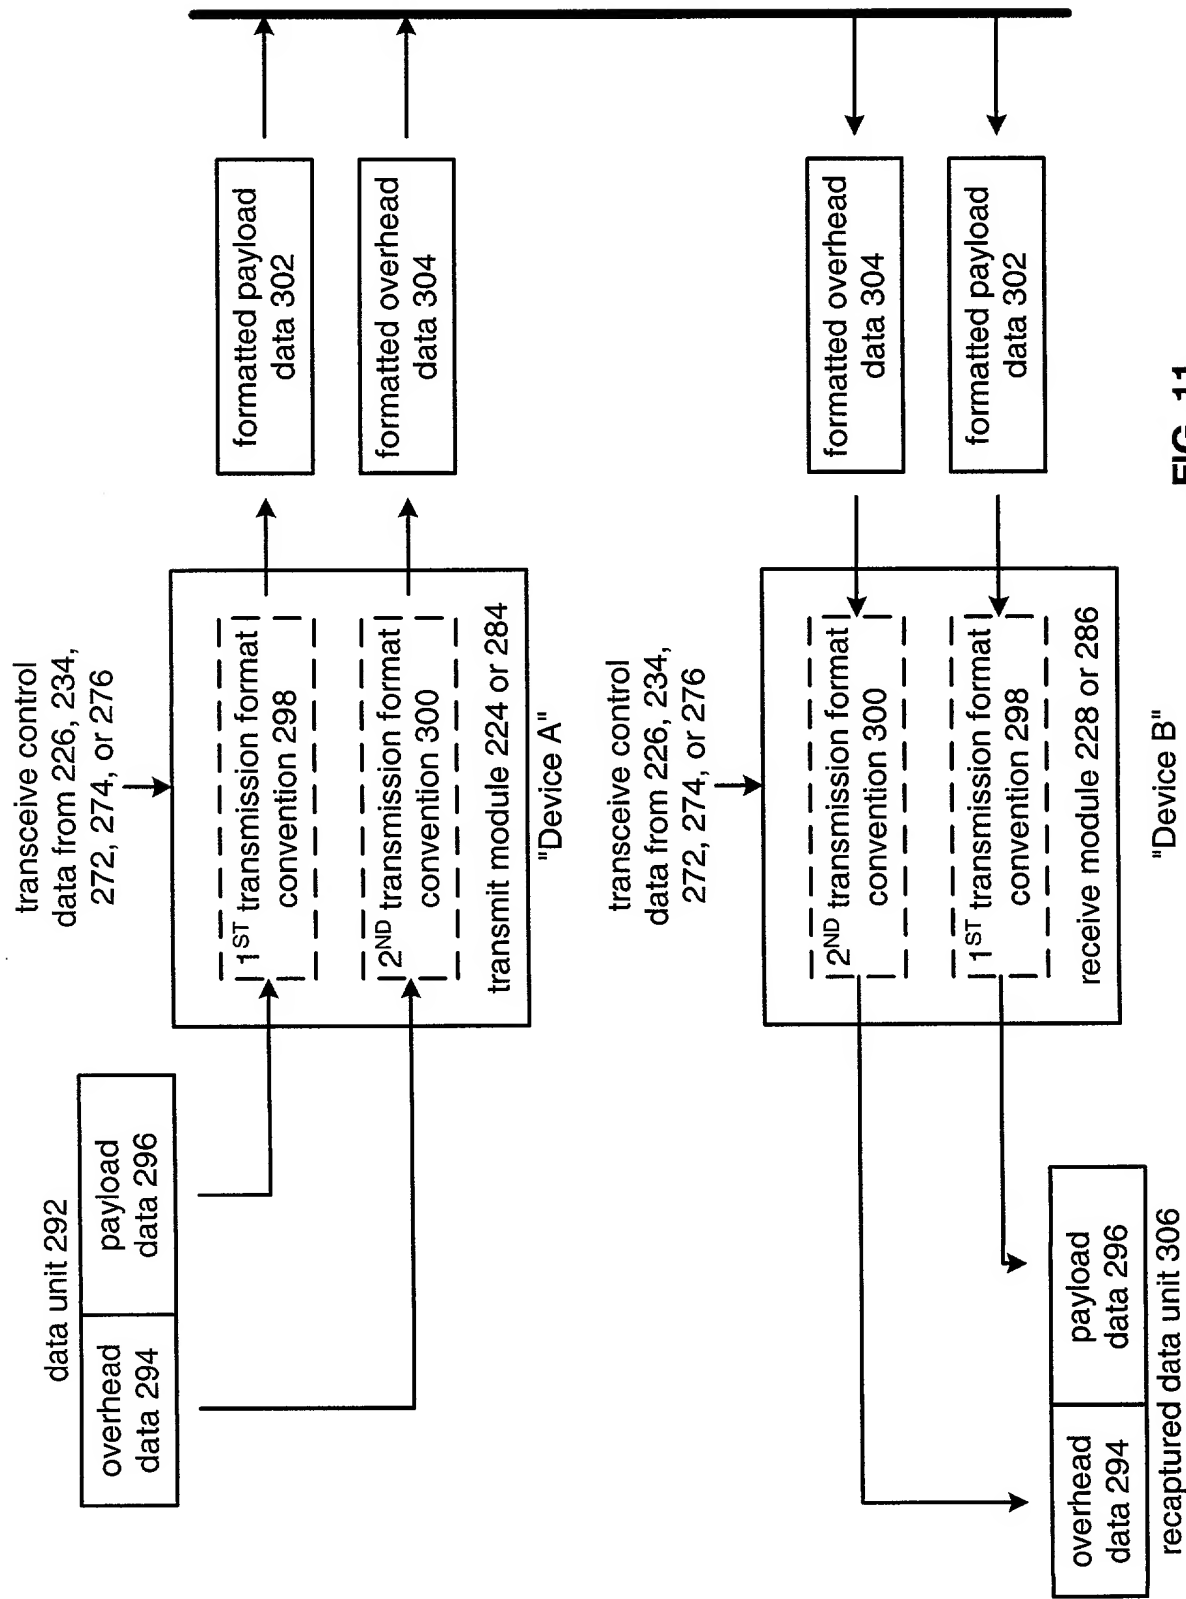 data unit 292
overhead
data 294
payload
data 296
transceive control
data from 226, 234,
272, 274, or 276
1ST transmission format
convention 298
2ND transmission format
convention 300
transmit module 224 or 284
"Device A"
formatted payload
data 302
formatted overhead
data 304
transceive control
data from 226, 234,
272, 274, or 276
2ND transmission format
convention 300
1ST transmission format
convention 298
receive module 228 or 286
"Device B"
formatted overhead
data 304
formatted payload
data 302
overhead
data 294
payload
data 296
recaptured data unit 306
FIG. 11